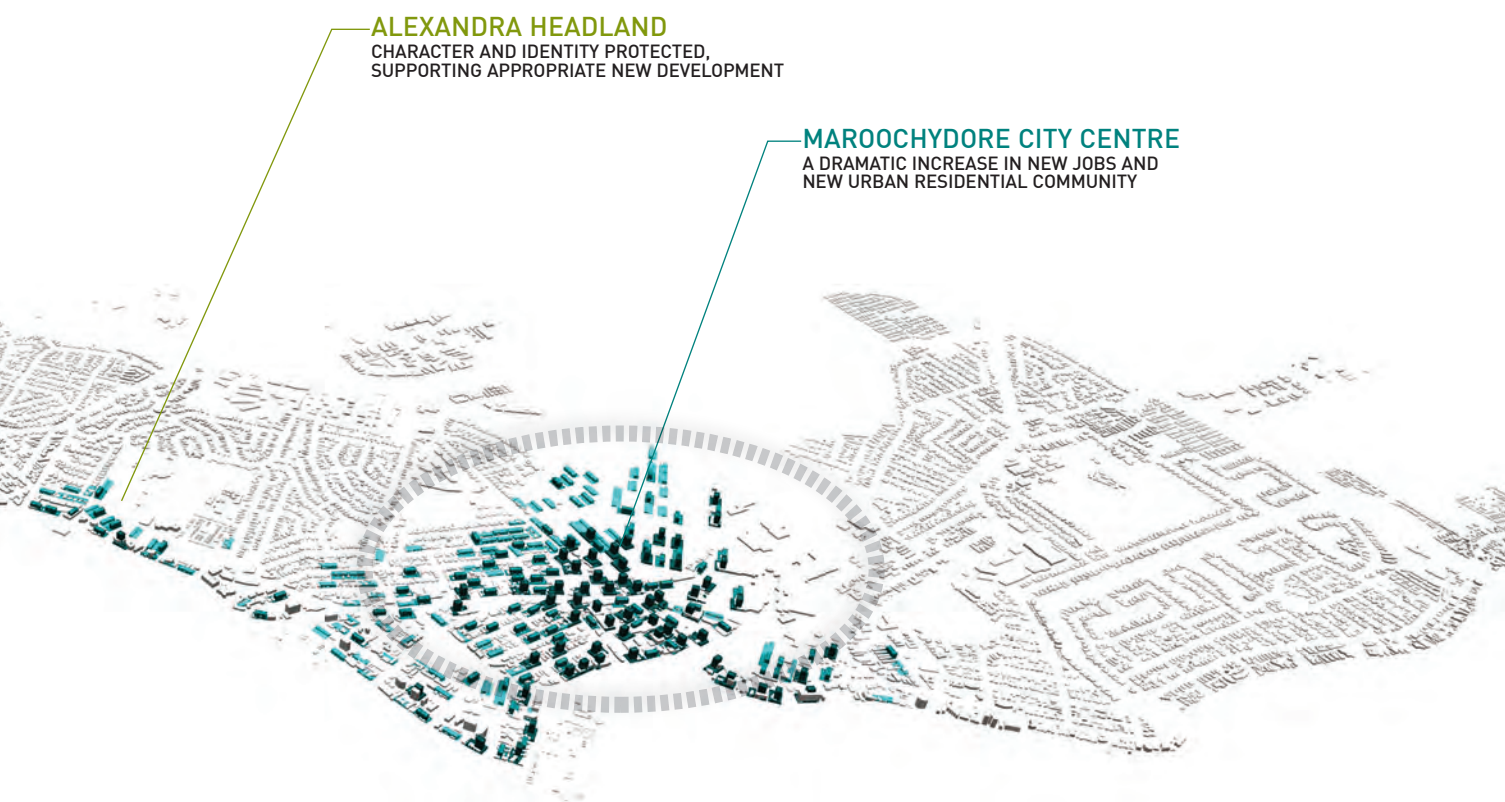 ALEXANDRA HEADLAND
CHARACTER AND IDENTITY PROTECTED,
SUPPORTING APPROPRIATE NEW DEVELOPMENT
MAROOCHYDORE CITY CENTRE
A DRAMATIC INCREASE IN NEW JOBS AND
NEW URBAN RESIDENTIAL COMMUNITY